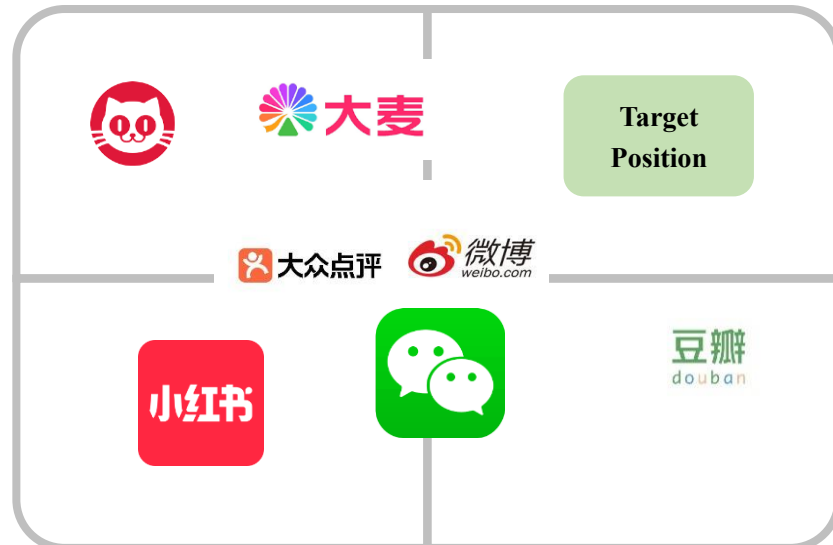 大麦
Target
Position
大众点评
微博
weibo.com
小红书
豆瓣
douban